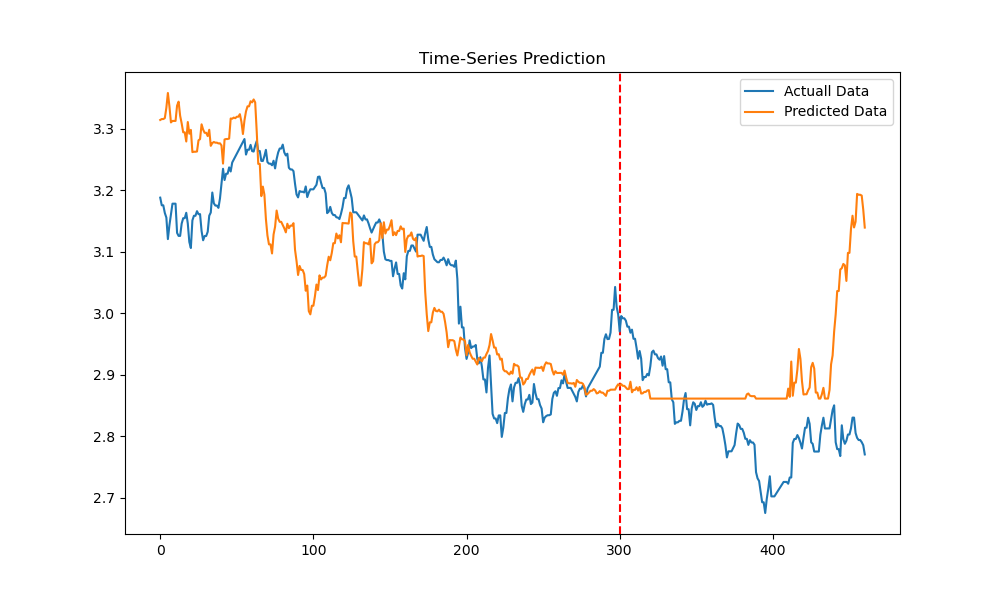 Time-Series Prediction
Actuall Data
Predicted Data
3.3
3.2
3.1
3.0
2.9
2.8
2.7
0 100 200 300 400